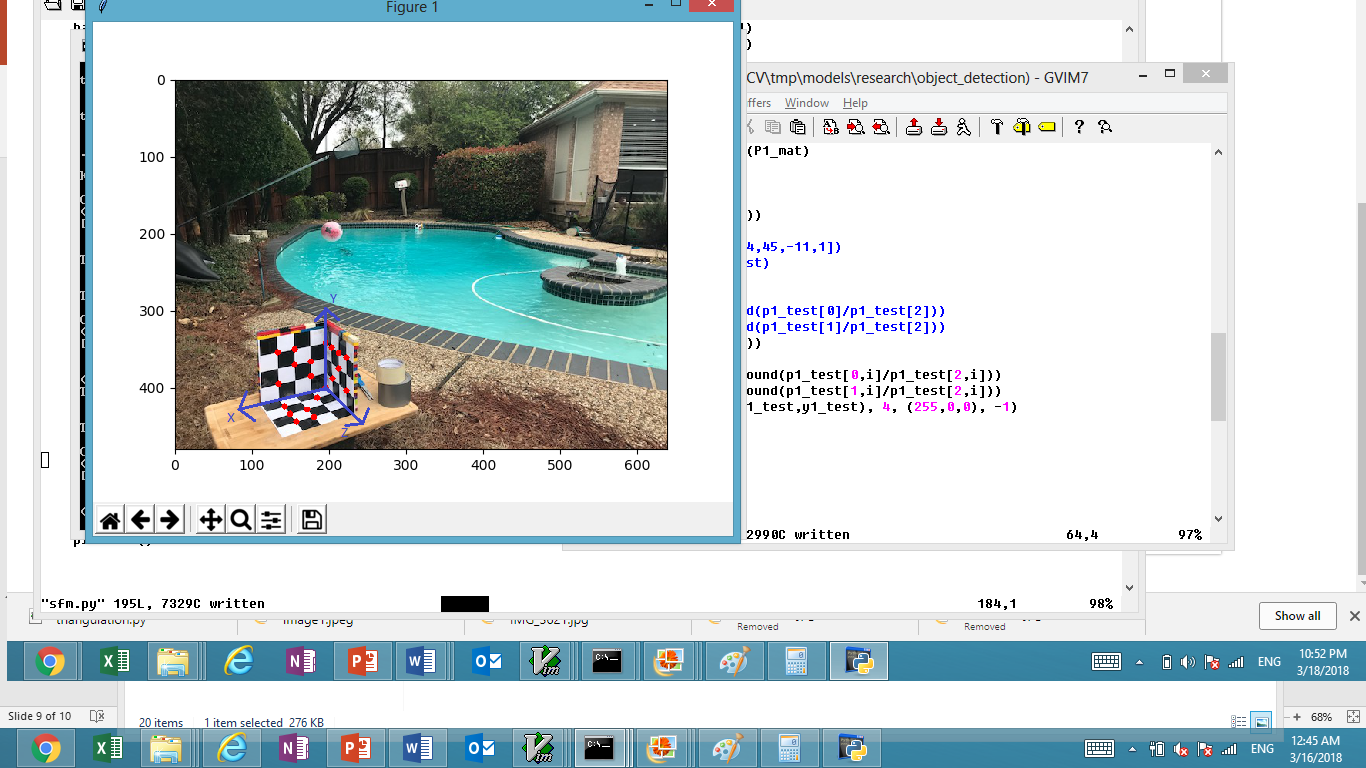 Figure 1
0
100
200
300
400
0
100
200
300
400
500
600
Y
X
Z
CV\tmp\models\research\object_detection) - GVIM7
ffers Window Help
(P1_mat)
))
4,45,-11,1])
st)
d(p1_test[0]/p1_test[2]))
d(p1_test[1]/p1_test[2]))
))
ound(p1_test[0,i]/p1_test[2,i]))
ound(p1_test[1,i]/p1_test[2,i]))
1_test,y1_test), 4, (255,0,0), -1)
2990C written 64,4 97%
"sfm.py" 195L, 7329C written 184,1 98%
triangulation.py
image1.jpeg
IMG_3621.jpg
Removed
Removed
Show all
ENG
10:52 PM
3/18/2018
Slide 9 of 10
20 items 1 item selected 276 KB
68%
ENG
12:45 AM
3/16/2018